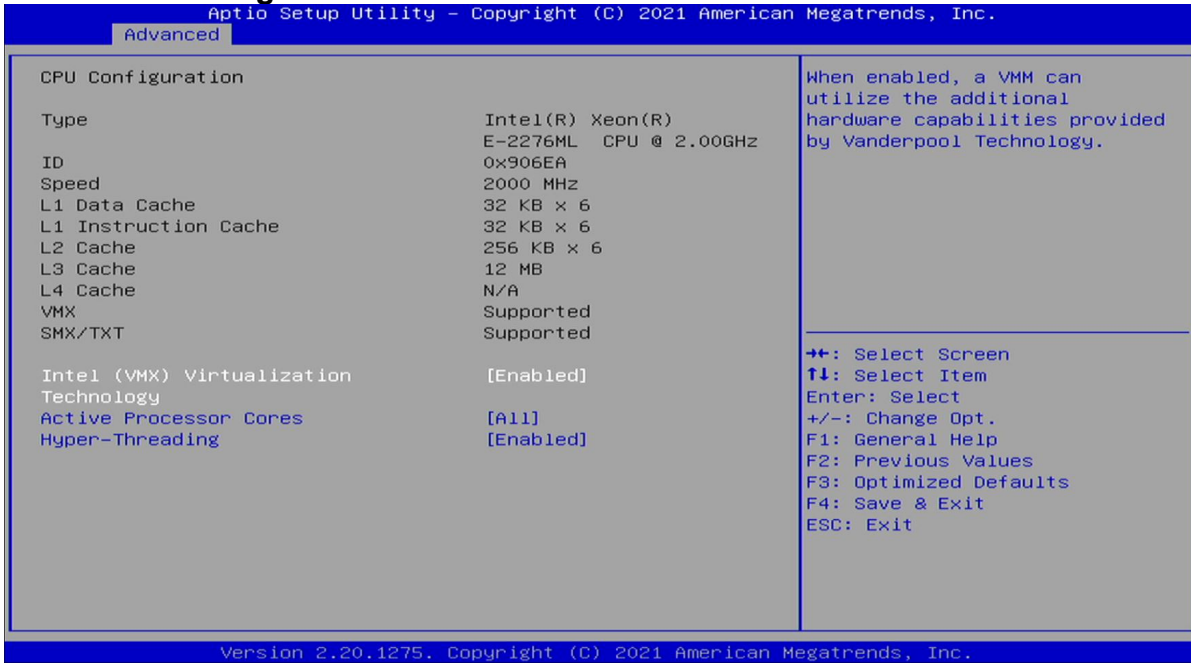 Aptio Setup Utility – Copyright (C) 2021 American Megatrends, Inc.
Advanced
CPU Configuration
Type Intel(R) Xeon(R)
E-2276ML CPU @ 2.00GHz
ID 0x906EA
Speed 2000 MHz
L1 Data Cache 32 KB x 6
L1 Instruction Cache 32 KB x 6
L2 Cache 256 KB x 6
L3 Cache 12 MB
L4 Cache N/A
VMX Supported
SMX/TXT Supported
Intel (VMX) Virtualization [Enabled]
Technology
Active Processor Cores [All]
Hyper-Threading [Enabled]
When enabled, a VMM can
utilize the additional
hardware capabilities provided
by Vanderpool Technology.
→←: Select Screen
↑↓: Select Item
Enter: Select
+/-: Change Opt.
F1: General Help
F2: Previous Values
F3: Optimized Defaults
F4: Save & Exit
ESC: Exit
Version 2.20.1275. Copyright (C) 2021 American Megatrends, Inc.